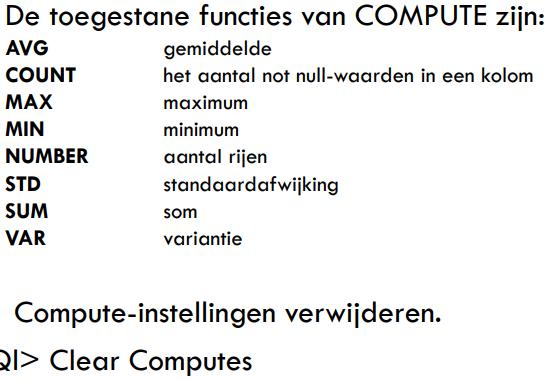 De toegestane functies van COMPUTE zijn:
AVG gemiddelde
COUNT het aantal not null-waarden in een kolom
MAX maximum
MIN minimum
NUMBER aantal rijen
STD standaardafwijking
SUM som
VAR variantie
Compute-instellingen verwijderen.
Ql> Clear Computes